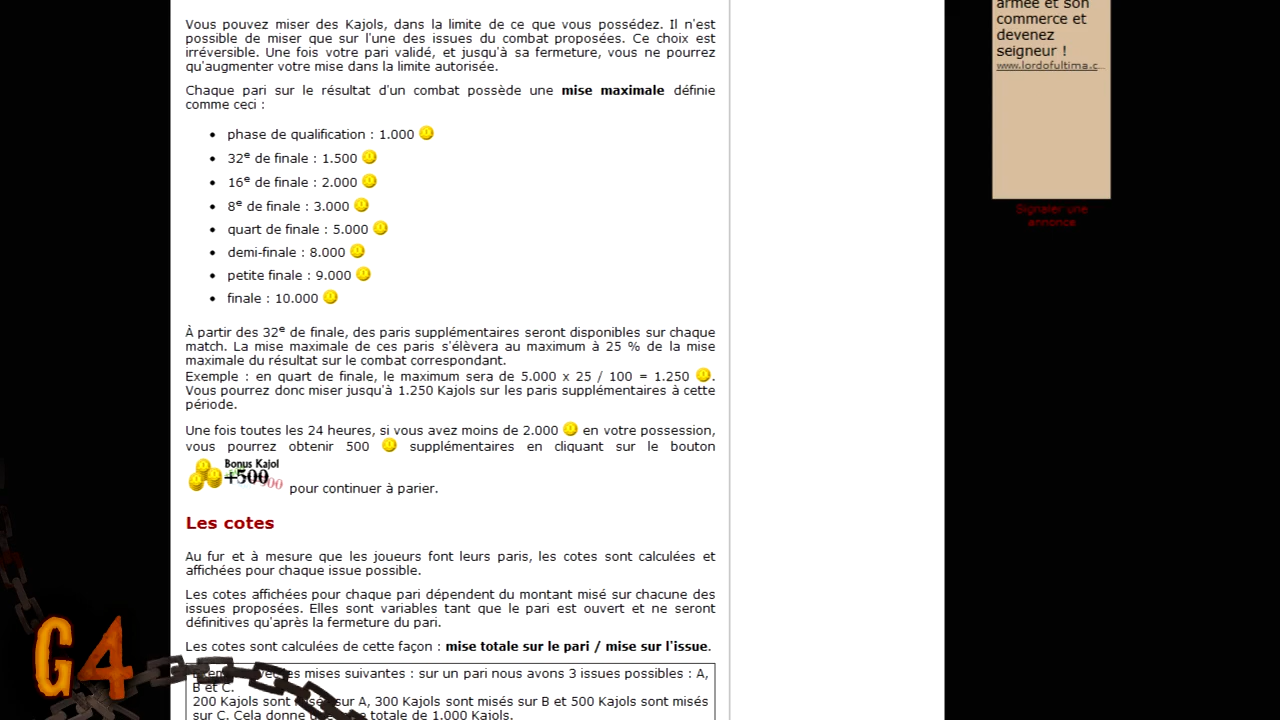 Vous pouvez miser des Kajols, dans la limite de ce que vous possédez. Il n'est
possible de miser que sur l'une des issues du combat proposées. Ce choix est
irréversible. Une fois votre pari validé, et jusqu'à sa fermeture, vous ne pourrez
qu'augmenter votre mise dans la limite autorisée.
Chaque pari sur le résultat d'un combat possède une mise maximale définie
comme ceci :
• phase de qualification : 1.000
• 32e de finale : 1.500
• 16e de finale : 2.000
• 8e de finale : 3.000
• quart de finale : 5.000
• demi-finale : 8.000
• petite finale : 9.000
• finale : 10.000
À partir des 32e de finale, des paris supplémentaires seront disponibles sur chaque
match. La mise maximale de ces paris s'élèvera au maximum à 25 % de la mise
maximale du résultat sur le combat correspondant.
Exemple : en quart de finale, le maximum sera de 5.000 x 25 / 100 = 1.250 .
Vous pourrez donc miser jusqu'à 1.250 Kajols sur les paris supplémentaires à cette
période.
Une fois toutes les 24 heures, si vous avez moins de 2.000 en votre possession,
vous pourrez obtenir 500 supplémentaires en cliquant sur le bouton
Bonus Kajol
+500
pour continuer à parier.
Les cotes
Au fur et à mesure que les joueurs font leurs paris, les cotes sont calculées et
affichées pour chaque issue possible.
Les cotes affichées pour chaque pari dépendent du montant misé sur chacune des
issues proposées. Elles sont variables tant que le pari est ouvert et ne seront
définitives qu'après la fermeture du pari.
Les cotes sont calculées de cette façon : mise totale sur le pari / mise sur l'issue.
les mises suivantes : sur un pari nous avons 3 issues possibles : A,
B et C.
200 Kajols sont sur A, 300 Kajols sont misés sur B et 500 Kajols sont misés
sur C. Cela donne totale de 1.000 Kajols.
armée et son
commerce et
devenez
seigneur !
www.lordofultima.c...
Signaler une
annonce
G4